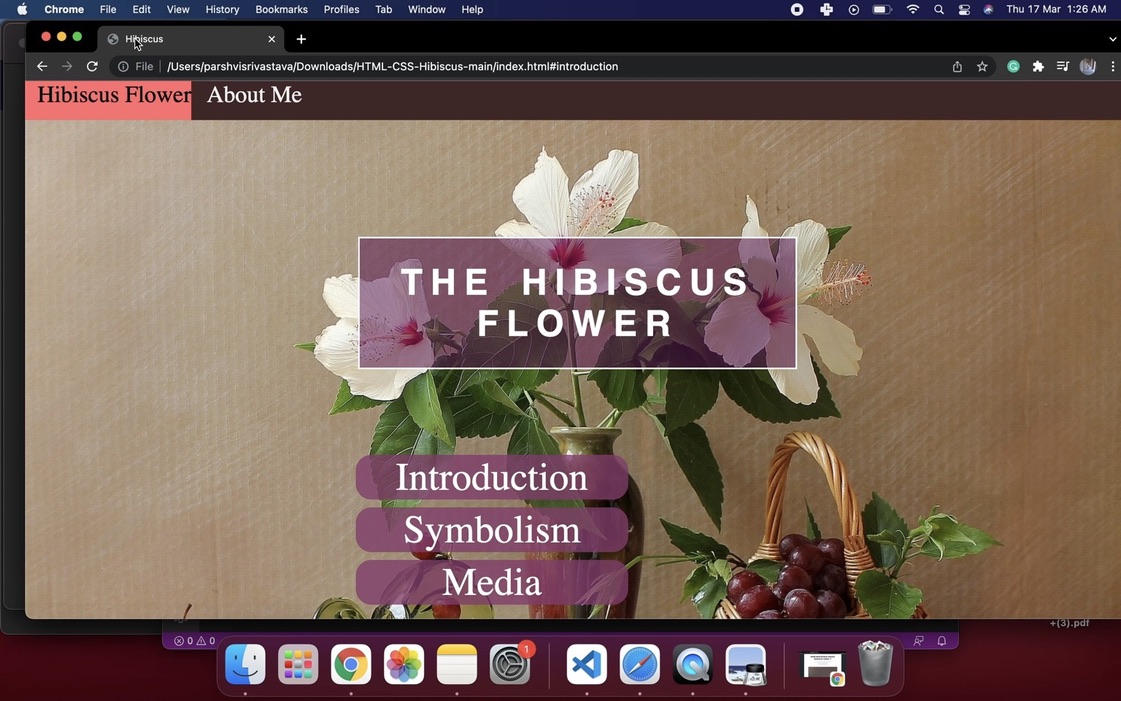 Chrome File Edit View History Bookmarks Profiles Tab Window Help Thu 17 Mar 1:26 AM
Hibiscus
File /Users/parshvisrivastava/Downloads/HTML-CSS-Hibiscus-main/index.html#introduction
Hibiscus Flower About Me
THE HIBISCUS
FLOWER
Introduction
Symbolism
Media
+(3).pdf
0 0
1